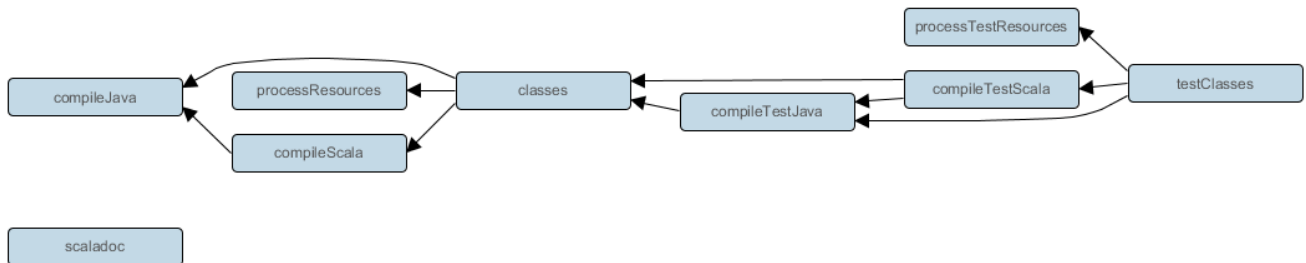 processTestResources
compileJava
processResources
classes
compileTestScala
testClasses
compileTestJava
compileScala
scaladoc